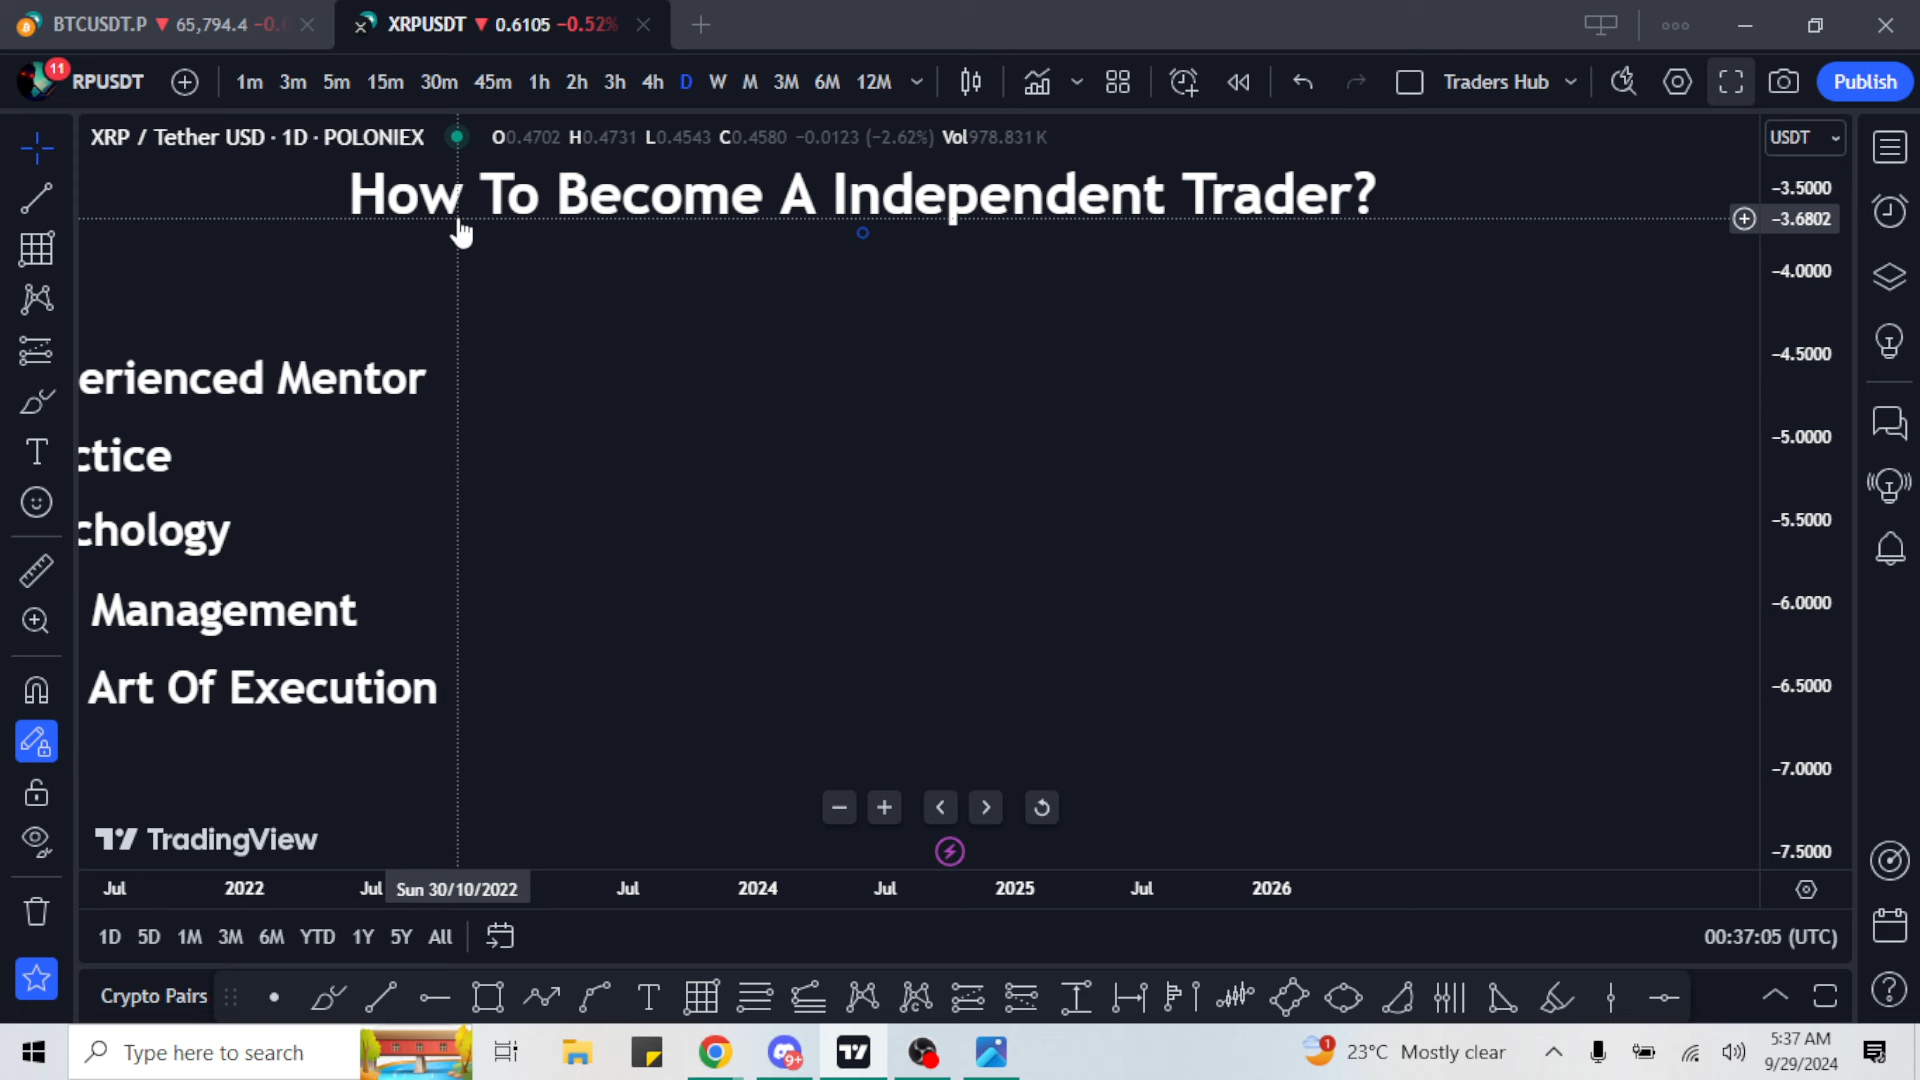 BTCUSDT.P ▼ 65,794.4 −0.
XRPUSDT ▼ 0.6105 −0.52%
11
RPUSDT 1m 3m 5m 15m 30m 45m 1h 2h 3h 4h D W M 3M 6M 12M Traders Hub Publish
XRP / Tether USD · 1D · POLONIEX O0.4702 H0.4731 L0.4543 C0.4580 −0.0123 (−2.62%) Vol978.831K USDT
How To Become A Independent Trader?
−3.5000
−3.6802
−4.0000
−4.5000
erienced Mentor
−5.0000
ctice
−5.5000
chology
−6.0000
Management
−6.5000
Art Of Execution
−7.0000
TradingView
−7.5000
Jul 2022 Jul Sun 30/10/2022 Jul 2024 Jul 2025 Jul 2026
1D 5D 1M 3M 6M YTD 1Y 5Y All 00:37:05 (UTC)
Crypto Pairs
Type here to search 9+ 1 23°C Mostly clear 5:37 AM
9/29/2024